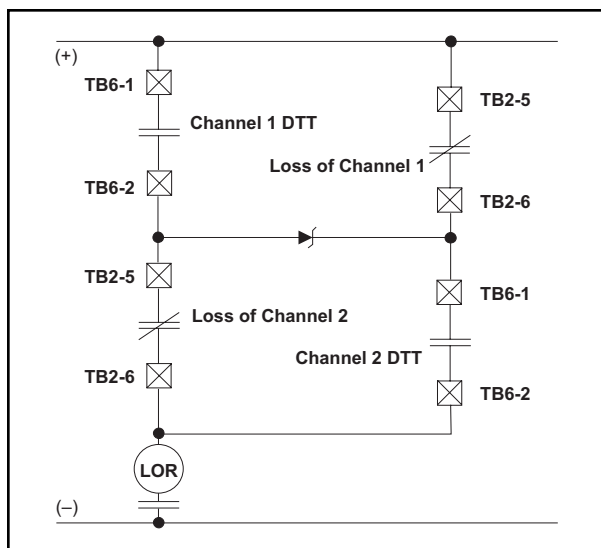 (+)
TB6-1
Channel 1 DTT
TB6-2
TB2-5
Loss of Channel 1
TB2-6
TB2-5
Loss of Channel 2
TB2-6
TB6-1
Channel 2 DTT
TB6-2
LOR
(–)